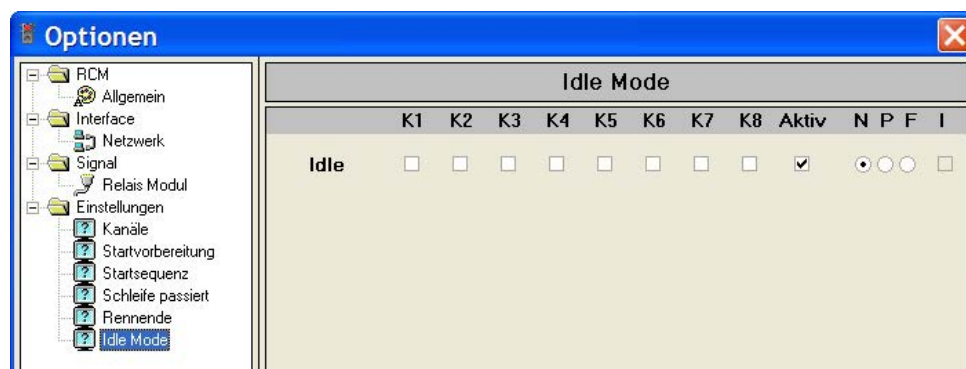 Optionen
RCM
Allgemein
Interface
Netzwerk
Signal
Relais Modul
Einstellungen
Kanäle
Startvorbereitung
Startsequenz
Schleife passiert
Rennende
Idle Mode
Idle Mode
K1 K2 K3 K4 K5 K6 K7 K8 Aktiv N P F I
Idle